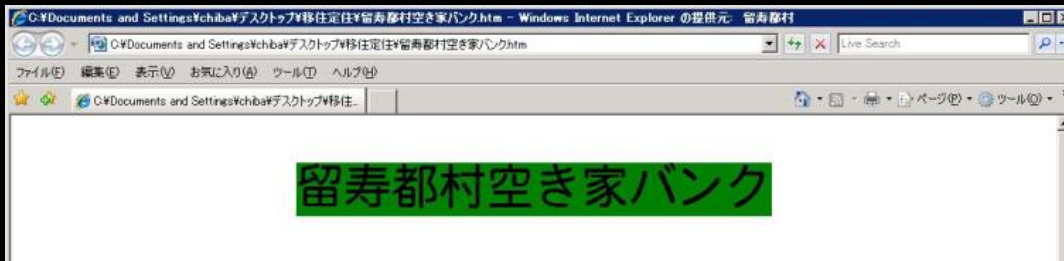 C:¥Documents and Settings¥chiba¥デスクトップ¥移住定住¥留寿都村空き家バンク.htm - Windows Internet Explorer の提供元: 留寿都村
C:¥Documents and Settings¥chiba¥デスクトップ¥移住定住¥留寿都村空き家バンク.htm
Live Search
ファイル(F) 編集(E) 表示(V) お気に入り(A) ツール(T) ヘルプ(H)
C:¥Documents and Settings¥chiba¥デスクトップ¥移住...
ページ(P) ツール(O)
留寿都村空き家バンク